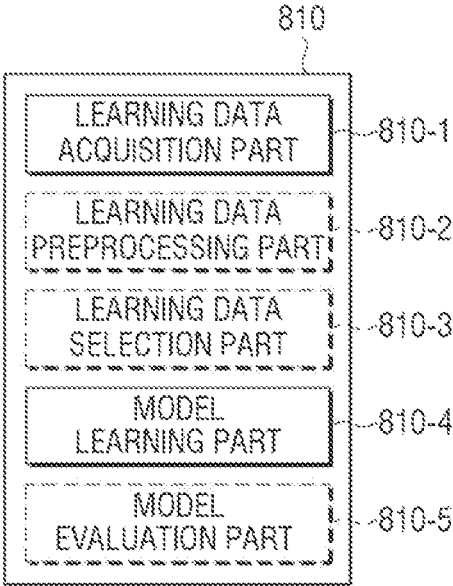 810
LEARNING DATA
ACQUISITION PART
810-1
LEARNING DATA
PREPROCESSING PART
810-2
LEARNING DATA
SELECTION PART
810-3
MODEL
LEARNING PART
810-4
MODEL
EVALUATION PART
810-5